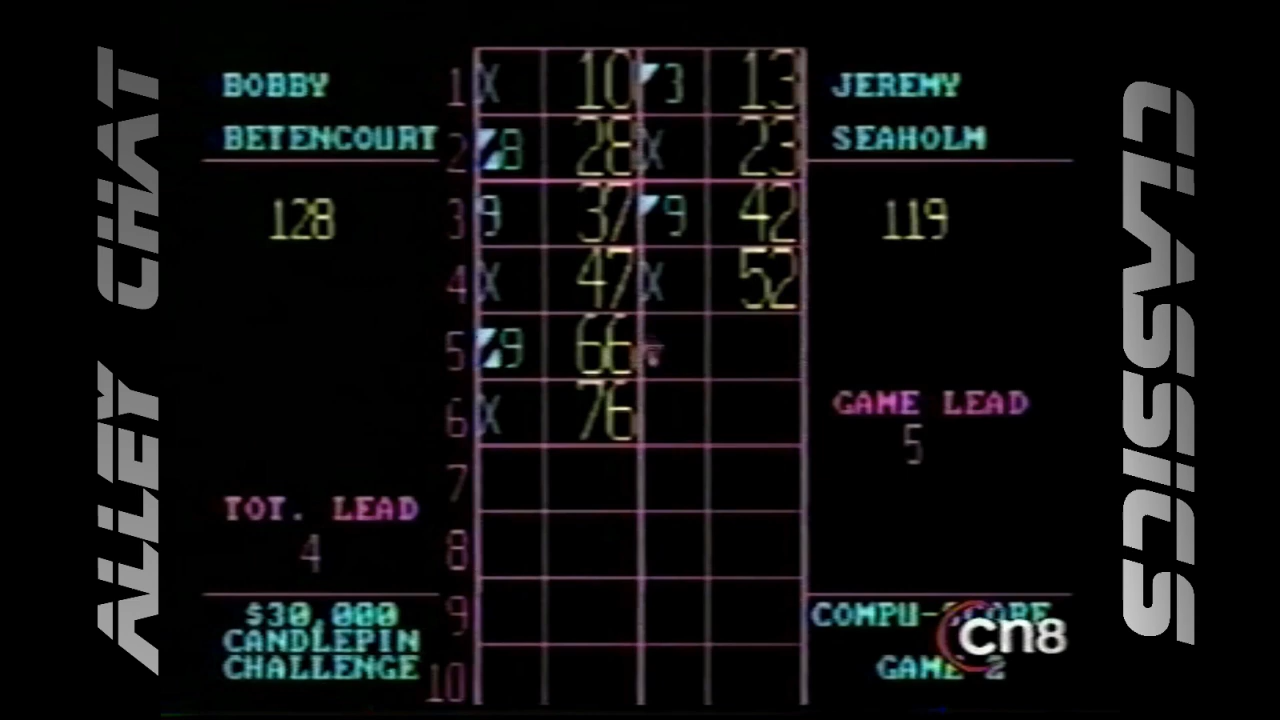 ALLEY CHAT
BOBBY
BETENCOURT
128
TOT. LEAD
4
$30,000
CANDLEPIN
CHALLENGE
1 X 10 3 13
2 8 28 X 23
3 9 37 9 42
4 X 47 X 52
5 9 66
6 X 76
7
8
9
10
JEREMY
SEAHOLM
119
GAME LEAD
5
COMPU-SCORE
GAME 2
cn8
CLASSICS